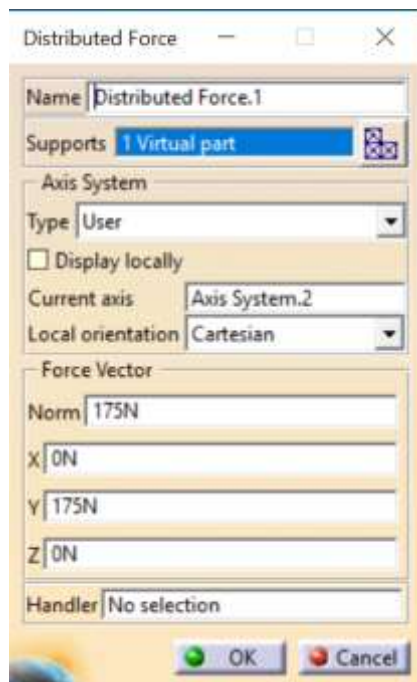 Distributed Force
Name Distributed Force.1
Supports 1 Virtual part
Axis System
Type User
Display locally
Current axis Axis System.2
Local orientation Cartesian
Force Vector
Norm 175N
X 0N
Y 175N
Z 0N
Handler No selection
OK Cancel